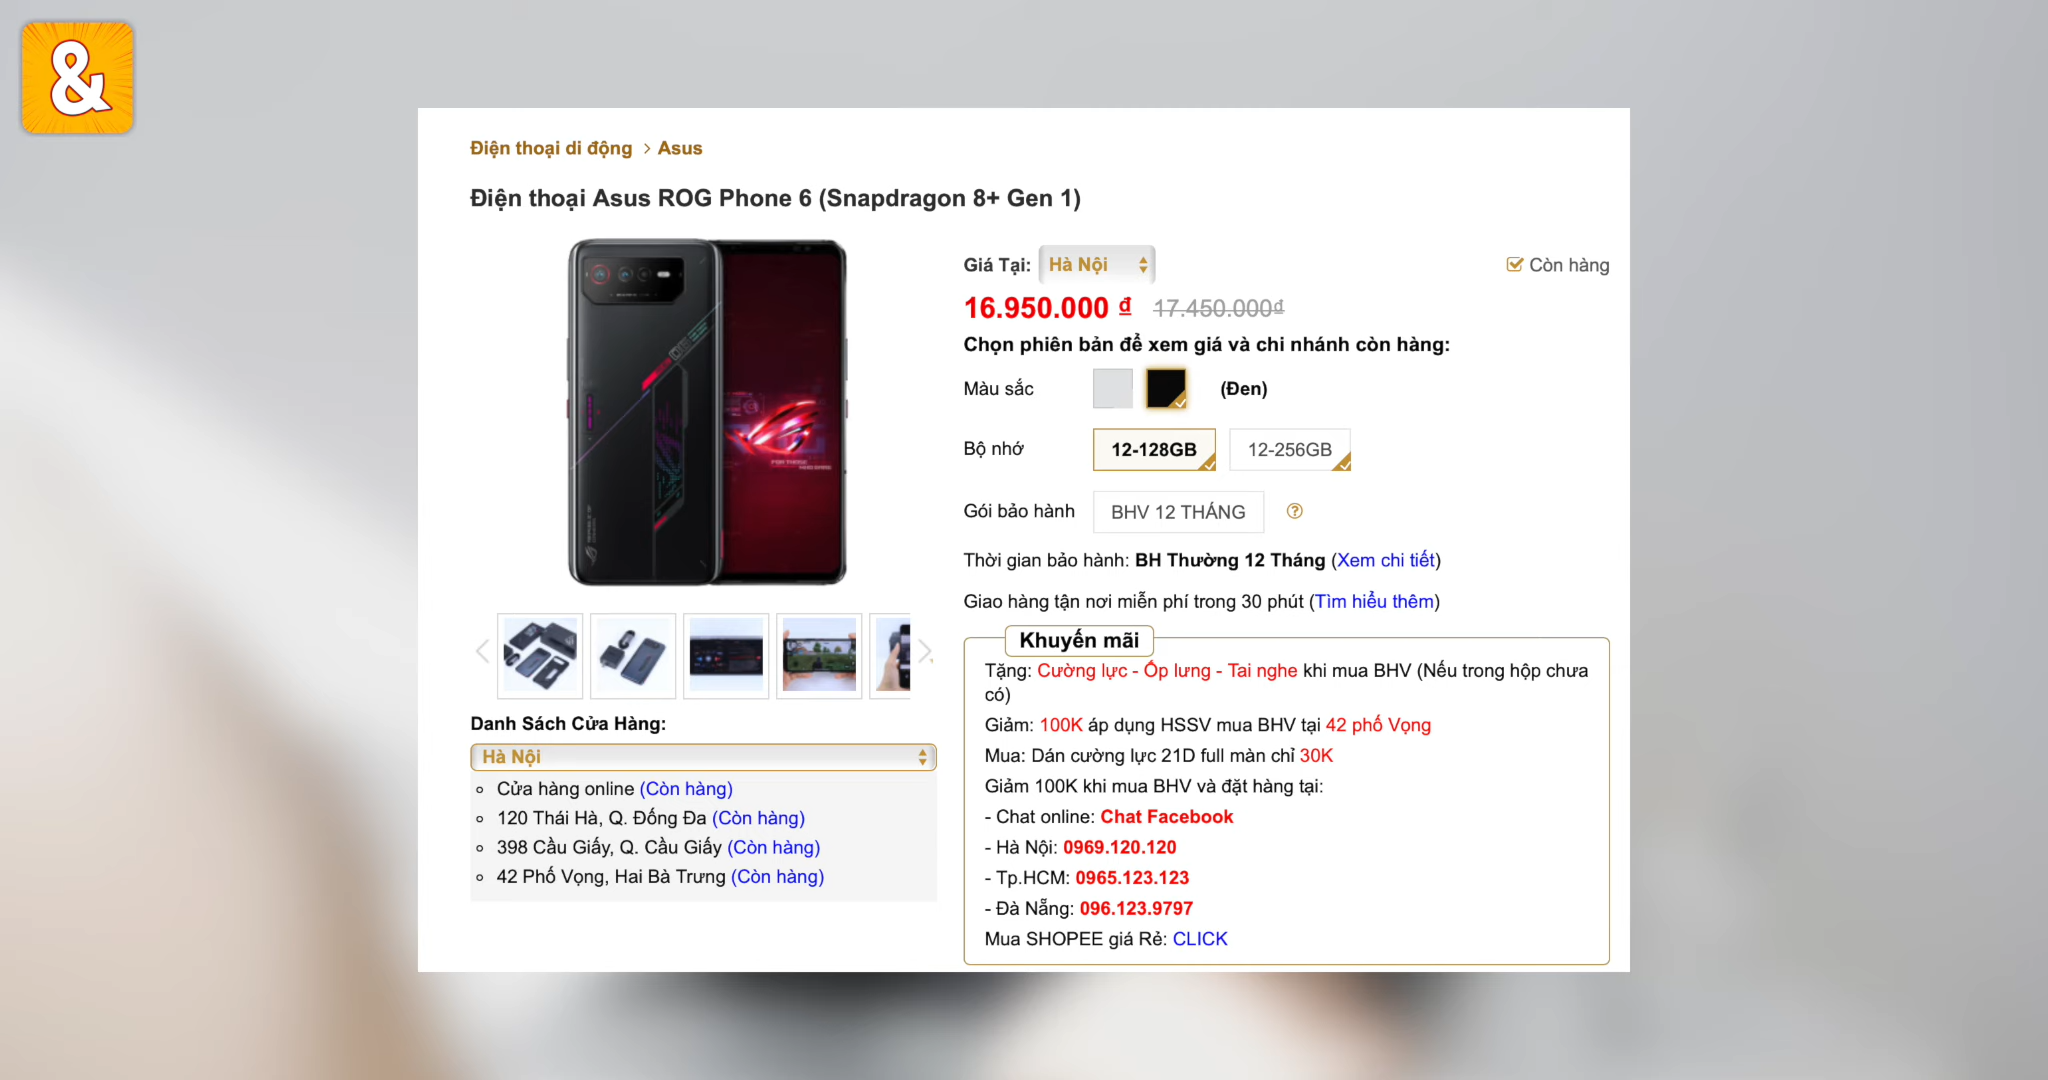 &
Điện thoại di động > Asus
Điện thoại Asus ROG Phone 6 (Snapdragon 8+ Gen 1)
Giá Tại: Hà Nội
Còn hàng
16.950.000 ₫ 17.450.000₫
Chọn phiên bản để xem giá và chi nhánh còn hàng:
Màu sắc (Đen)
Bộ nhớ 12-128GB 12-256GB
Gói bảo hành BHV 12 THÁNG ?
Thời gian bảo hành: BH Thường 12 Tháng (Xem chi tiết)
Giao hàng tận nơi miễn phí trong 30 phút (Tìm hiểu thêm)
Khuyến mãi
Tặng: Cường lực - Ốp lưng - Tai nghe khi mua BHV (Nếu trong hộp chưa
có)
Giảm: 100K áp dụng HSSV mua BHV tại 42 phố Vọng
Mua: Dán cường lực 21D full màn chỉ 30K
Giảm 100K khi mua BHV và đặt hàng tại:
- Chat online: Chat Facebook
- Hà Nội: 0969.120.120
- Tp.HCM: 0965.123.123
- Đà Nẵng: 096.123.9797
Mua SHOPEE giá Rẻ: CLICK
FOR THOSE
WHO DARE
Danh Sách Cửa Hàng:
Hà Nội
Cửa hàng online (Còn hàng)
120 Thái Hà, Q. Đống Đa (Còn hàng)
398 Cầu Giấy, Q. Cầu Giấy (Còn hàng)
42 Phố Vọng, Hai Bà Trưng (Còn hàng)